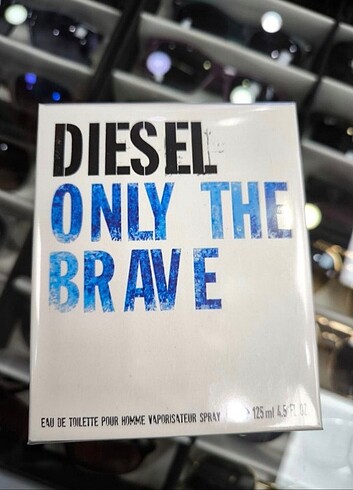 DIESEL
ONLY THE
BRAVE
EAU DE TOILETTE POUR HOMME VAPORISATEUR SPRAY 125 ml 4.5 FL.OZ.